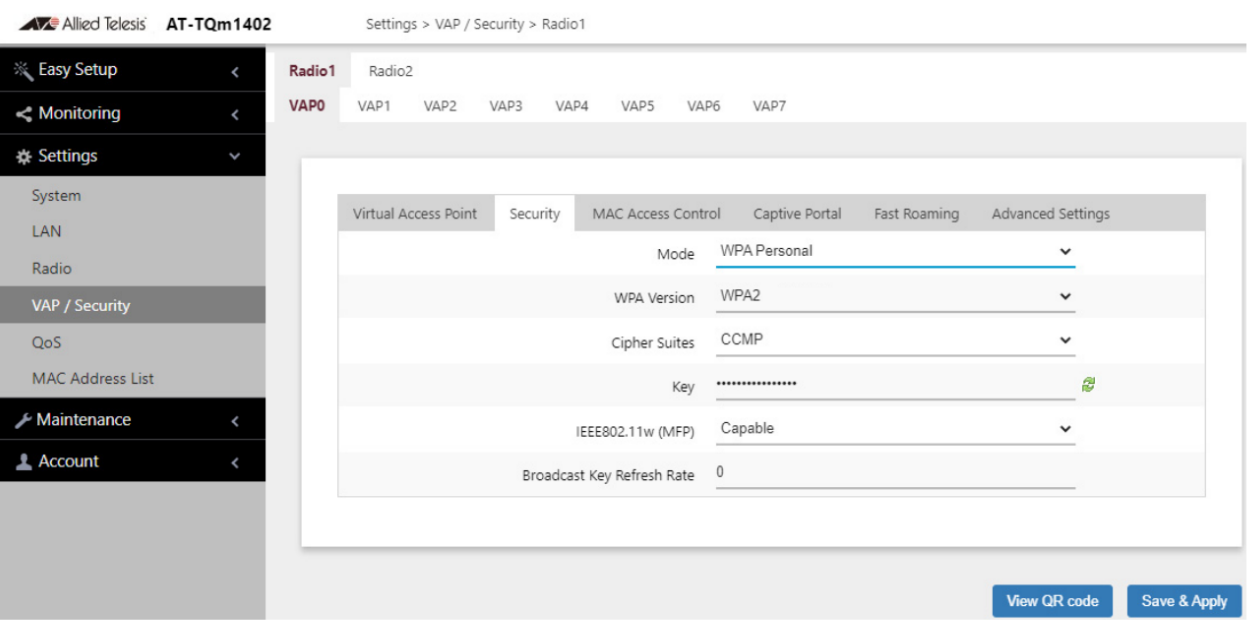 Allied Telesis AT-TQm1402 Settings > VAP / Security > Radio1
Easy Setup
Monitoring
Settings
System
LAN
Radio
VAP / Security
QoS
MAC Address List
Maintenance
Account
Radio1 Radio2
VAP0 VAP1 VAP2 VAP3 VAP4 VAP5 VAP6 VAP7
Virtual Access Point Security MAC Access Control Captive Portal Fast Roaming Advanced Settings
Mode WPA Personal
WPA Version WPA2
Cipher Suites CCMP
Key ••••••••••••••••
IEEE802.11w (MFP) Capable
Broadcast Key Refresh Rate 0
View QR code Save & Apply